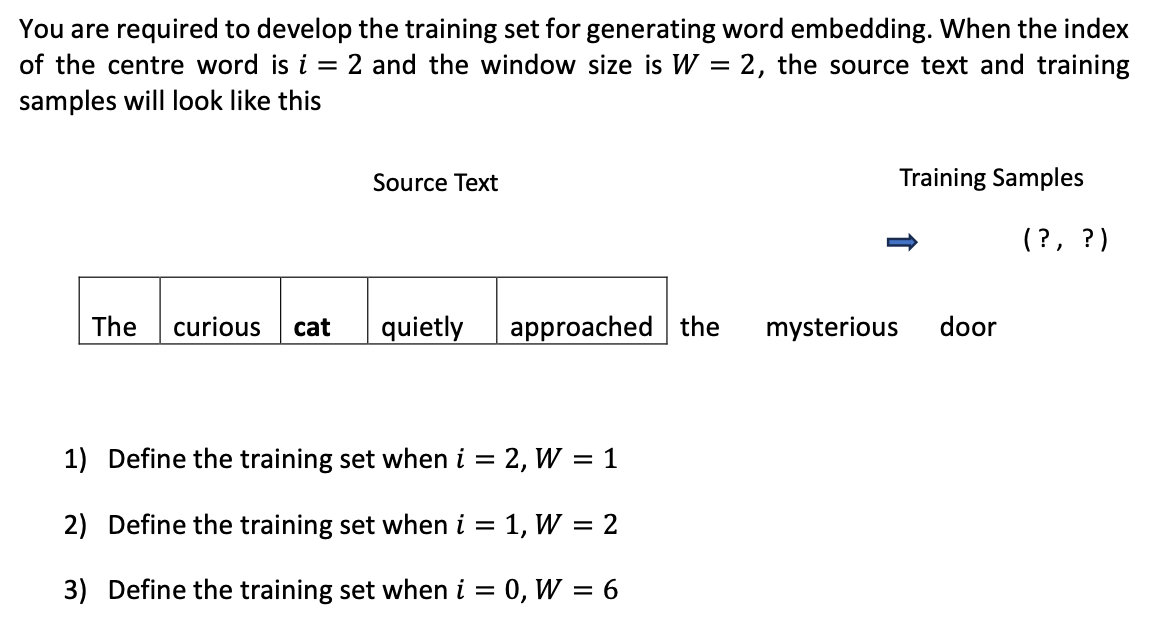 You are required to develop the training set for generating word embedding. When the index
of the centre word is 𝑖 = 2 and the window size is 𝑊 = 2, the source text and training
samples will look like this
Source Text
Training Samples
(?, ?)
The curious cat quietly approached the mysterious door
1) Define the training set when 𝑖 = 2, 𝑊 = 1
2) Define the training set when 𝑖 = 1, 𝑊 = 2
3) Define the training set when 𝑖 = 0, 𝑊 = 6